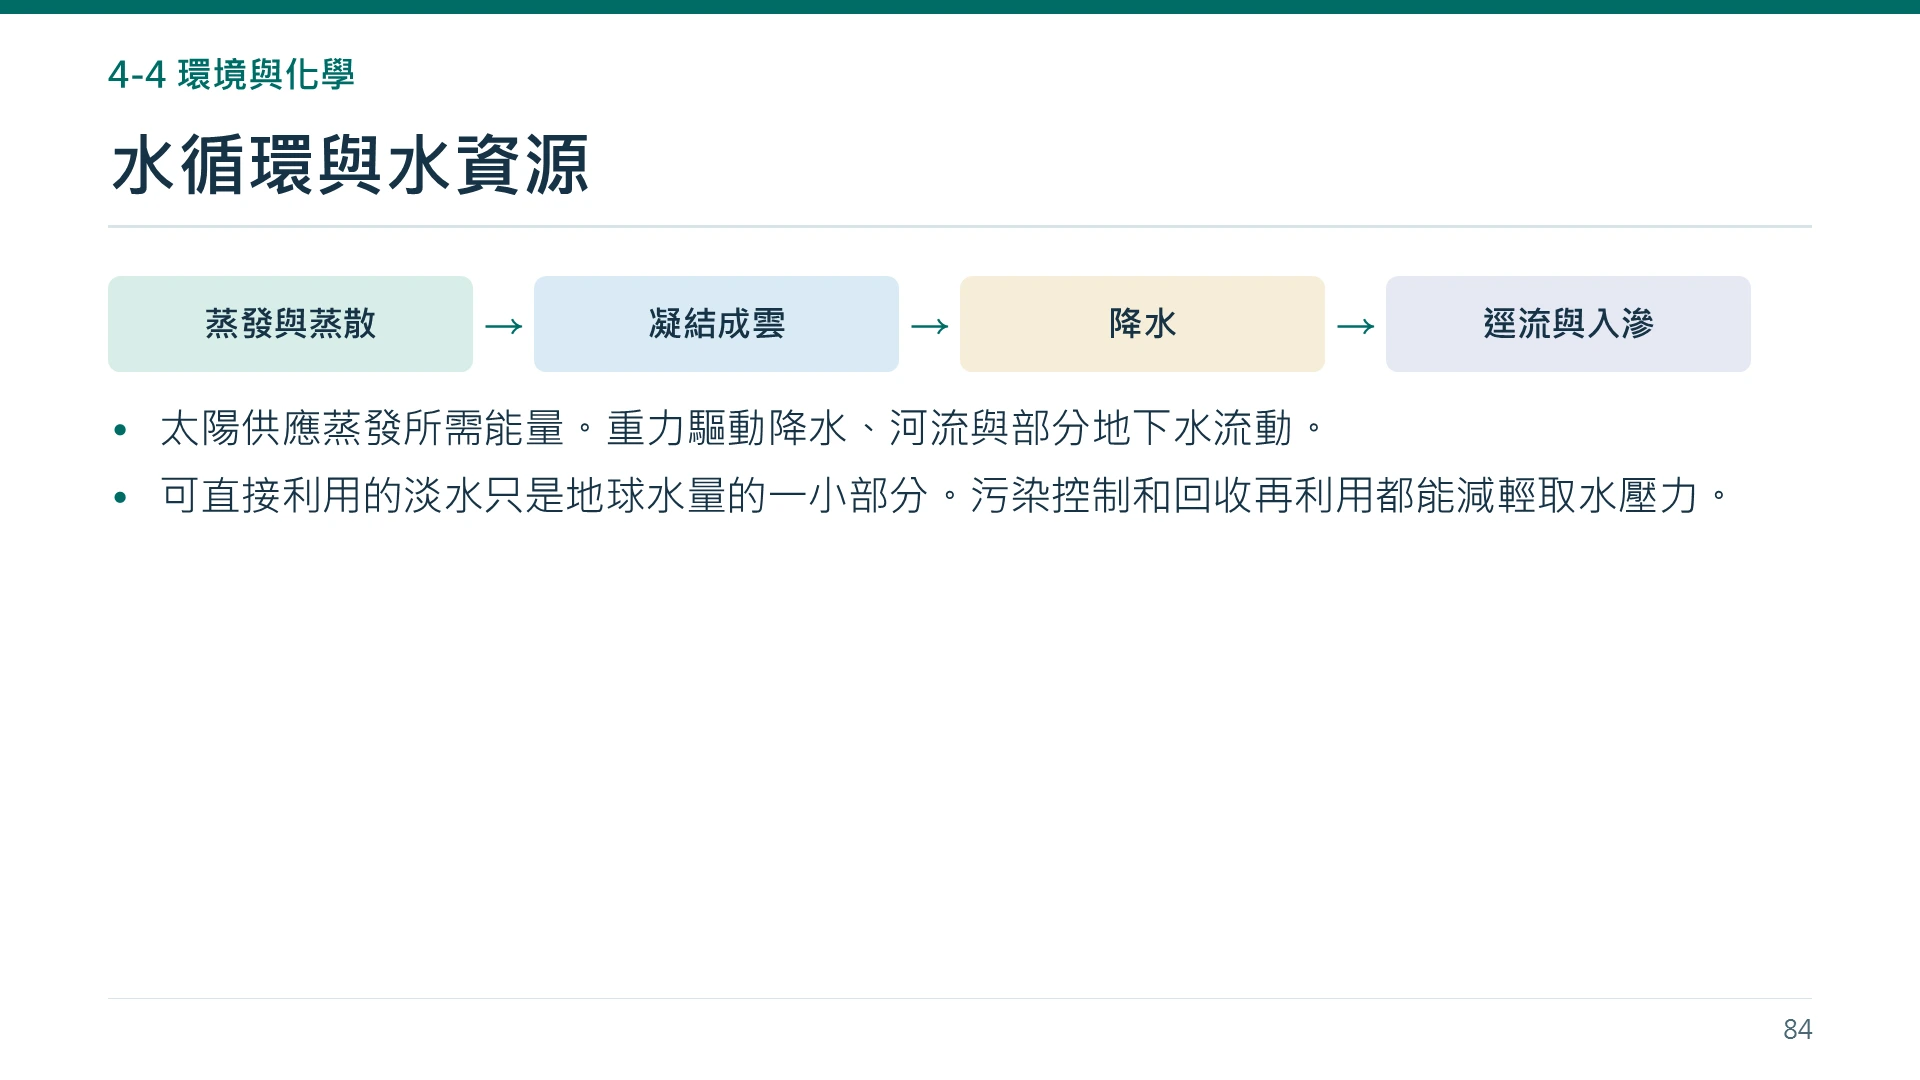 4-4 環境與化學
水循環與水資源
蒸發與蒸散 → 凝結成雲 → 降水 → 逕流與入滲
• 太陽供應蒸發所需能量。重力驅動降水、河流與部分地下水流動。
• 可直接利用的淡水只是地球水量的一小部分。污染控制和回收再利用都能減輕取水壓力。
84